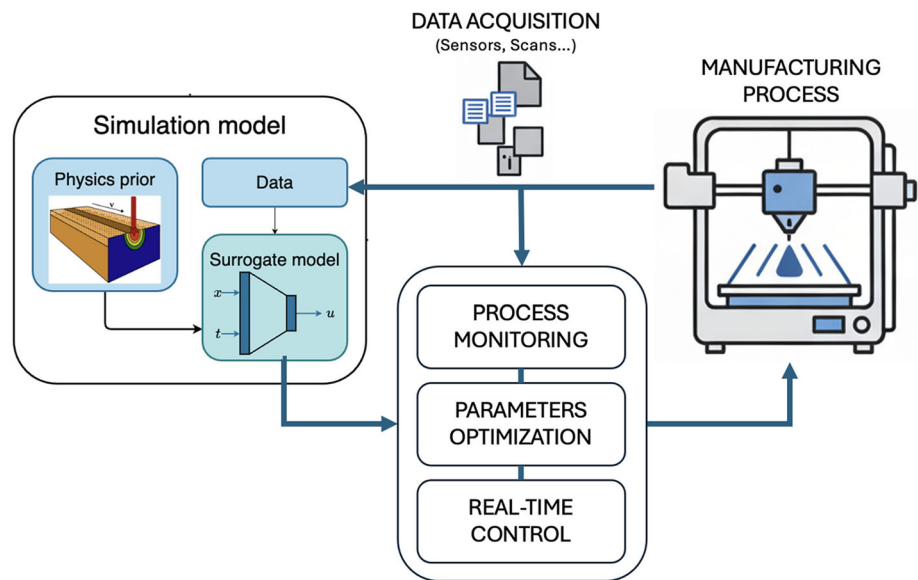 DATA ACQUISITION
(Sensors, Scans...)
MANUFACTURING
PROCESS
Simulation model
Physics prior
v
Data
Surrogate model
x
t
u
PROCESS
MONITORING
PARAMETERS
OPTIMIZATION
REAL-TIME
CONTROL